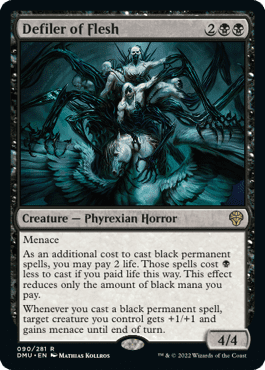 Defiler of Flesh 2
Creature — Phyrexian Horror
Menace
As an additional cost to cast black permanent
spells, you may pay 2 life. Those spells cost
less to cast if you paid life this way. This effect
reduces only the amount of black mana you
pay.
Whenever you cast a black permanent spell,
target creature you control gets +1/+1 and
gains menace until end of turn.
4/4
090/281 R
DMU • EN Mathias Kollros
™ & © 2022 Wizards of the Coast